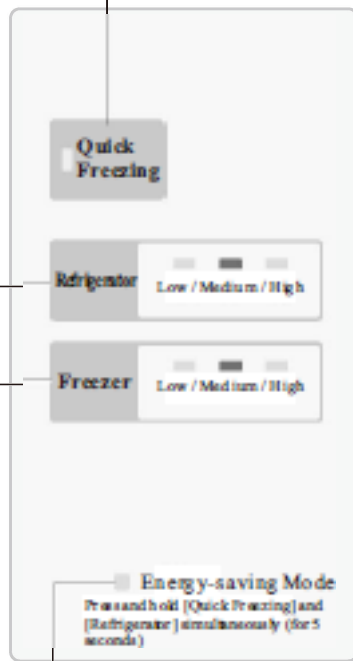 Quick
Freezing
Refrigerator
Low / Medium / High
Freezer
Low / Medium / High
Energy-saving Mode
Press and hold [Quick Freezing] and
[Refrigerator] simultaneously (for 5
seconds)